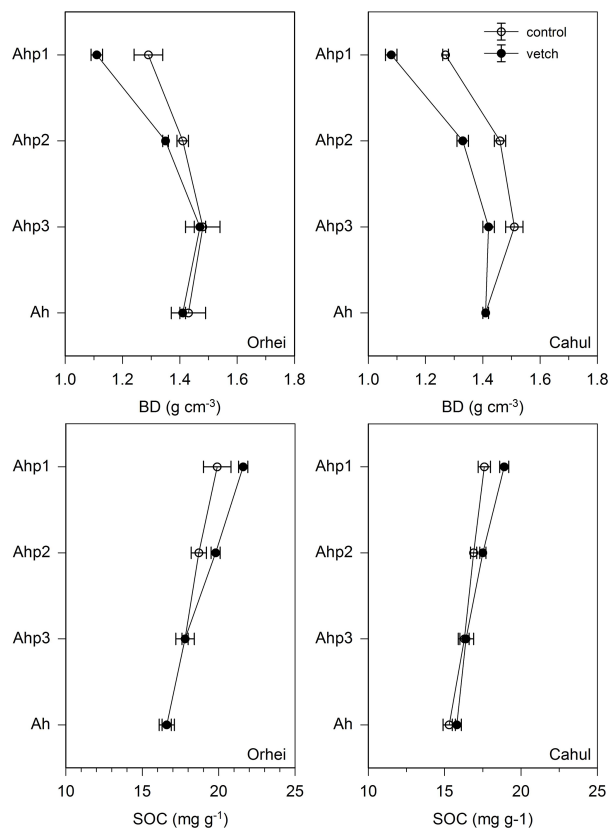 control
vetch
Ahp1
Ahp2
Ahp3
Ah
Orhei
1.0 1.2 1.4 1.6 1.8
BD (g cm-3)
Ahp1
Ahp2
Ahp3
Ah
Cahul
1.0 1.2 1.4 1.6 1.8
BD (g cm-3)
Ahp1
Ahp2
Ahp3
Ah
Orhei
10 15 20 25
SOC (mg g-1)
Ahp1
Ahp2
Ahp3
Ah
Cahul
10 15 20 25
SOC (mg g-1)